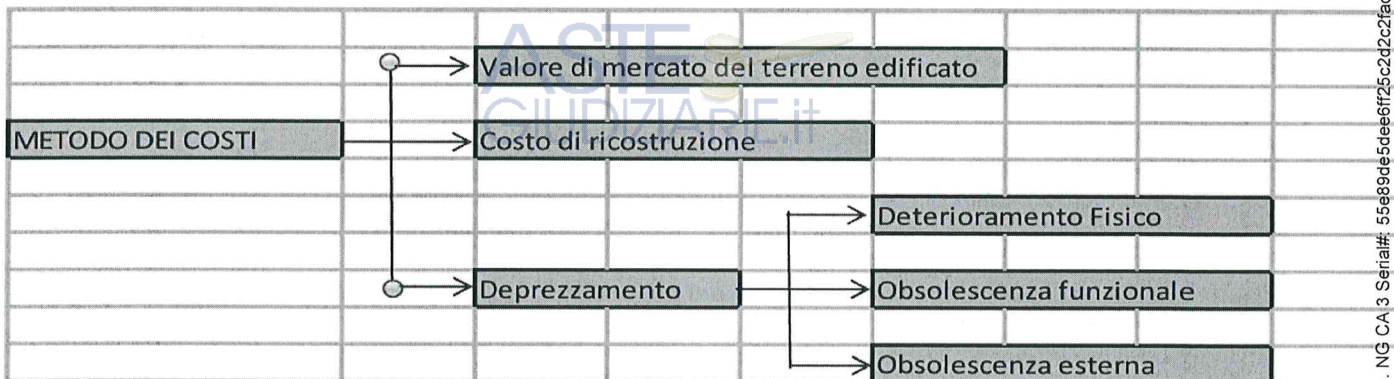 ASTE
GIUDIZIARIE.it
Valore di mercato del terreno edificato
METODO DEI COSTI
Costo di ricostruzione
Deterioramento Fisico
Deprezzamento
Obsolescenza funzionale
Obsolescenza esterna
. NG CA 3 Serial#: 55e89de5dee6ff25c2d2c2fad